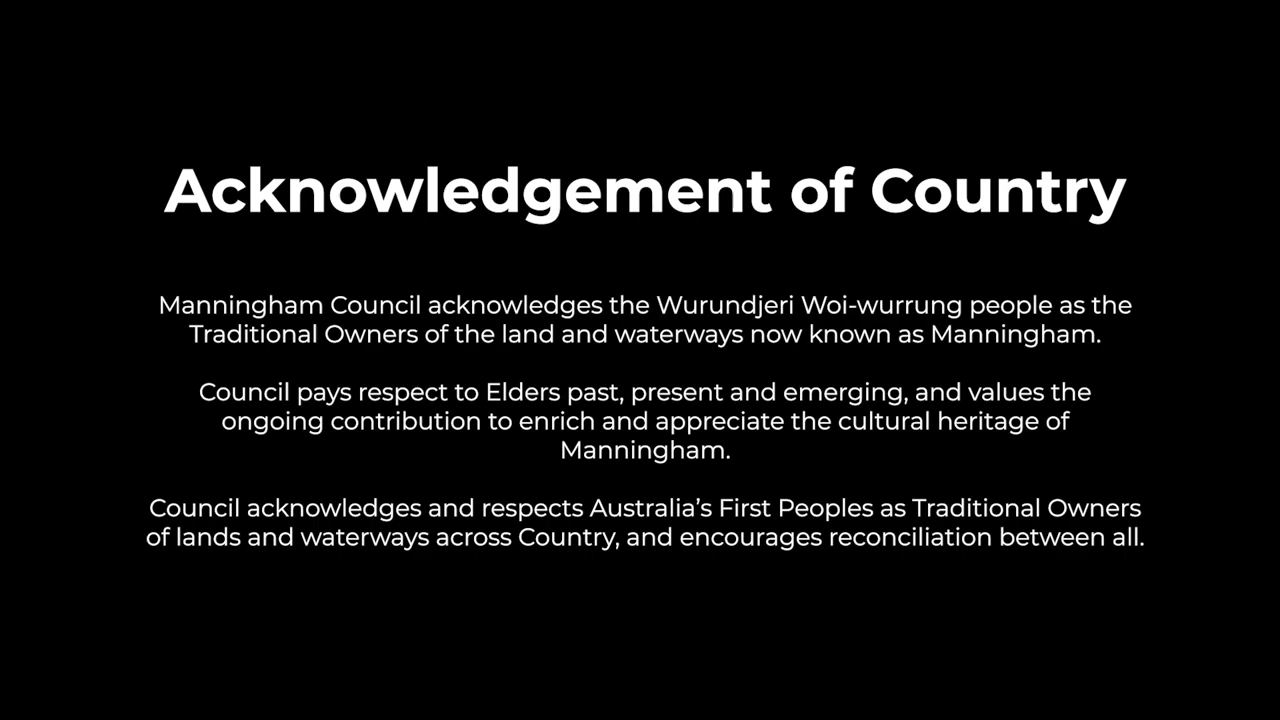 Acknowledgement of Country
Manningham Council acknowledges the Wurundjeri Woi-wurrung people as the
Traditional Owners of the land and waterways now known as Manningham.
Council pays respect to Elders past, present and emerging, and values the
ongoing contribution to enrich and appreciate the cultural heritage of
Manningham.
Council acknowledges and respects Australia’s First Peoples as Traditional Owners
of lands and waterways across Country, and encourages reconciliation between all.